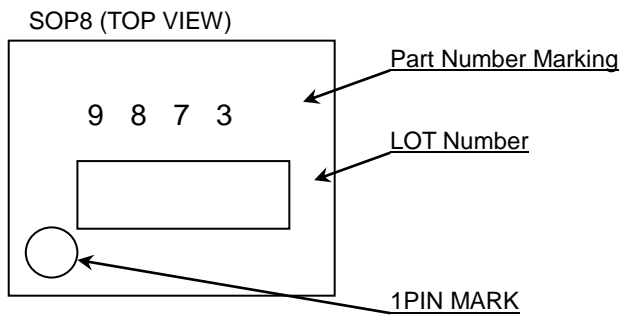 SOP8 (TOP VIEW)
Part Number Marking
9 8 7 3
LOT Number
1PIN MARK